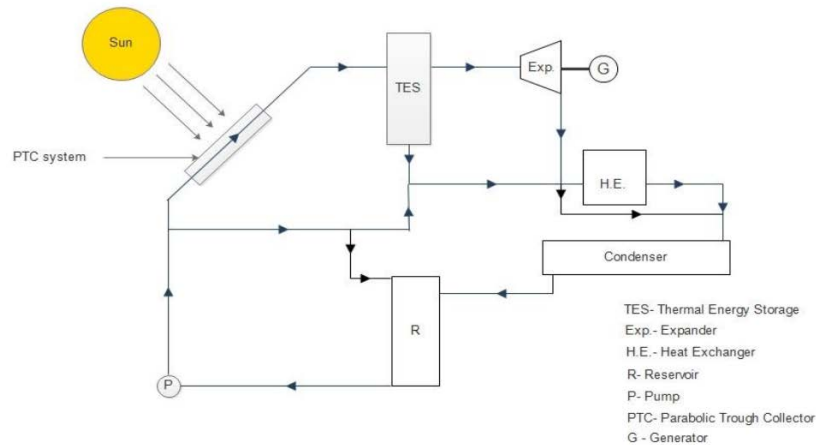 Sun
TES
Exp.
G
PTC system
H.E.
Condenser
R
P
TES- Thermal Energy Storage
Exp.- Expander
H.E.- Heat Exchanger
R- Reservoir
P- Pump
PTC- Parabolic Trough Collector
G - Generator